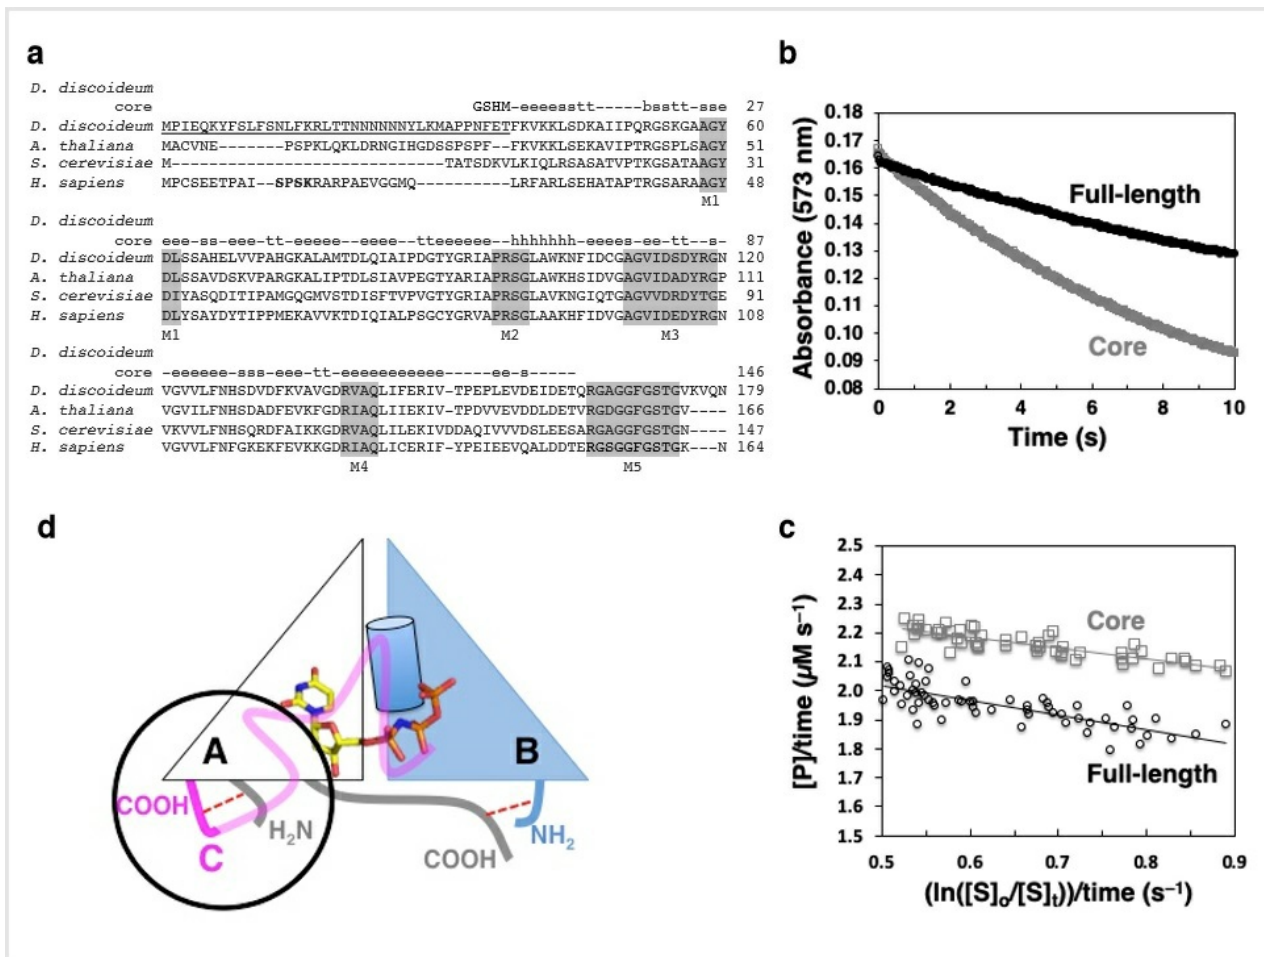 a
D. discoideum
core GSHM-eeeesstt-----bsstt-sse 27
D. discoideum MPIEQKYFSLFSNLFKRLTTNNNNNNYLKMAPPNFETFKVKKLSDKAIIPQRGSKGAAGY 60
A. thaliana MACVNE-------PSPKLQKLDRNGIHGDSSPSPF--FKVKKLSEKAVIPTRGSPLSAGY 51
S. cerevisiae M-----------------------------TATSDKVLKIQLRSASATVPTKGSATAAGY 31
H. sapiens MPCSEETPAI--SPSKRARPAEVGGMQ----------LRFARLSEHATAPTRGSARAAGY 48
M1
D. discoideum
core eee-ss-eee-tt-eeeee--eeee--tteeeeee--hhhhhhh-eeees-ee-tt--s- 87
D. discoideum DLSSAHELVVPAHGKALAMTDLQIAIPDGTYGRIAPRSGLAWKNFIDCGAGVIDSDYRGN 120
A. thaliana DLSSAVDSKVPARGKALIPTDLSIAVPEGTYARIAPRSGLAWKHSIDVGAGVIDADYRGP 111
S. cerevisiae DIYASQDITIPAMGQGMVSTDISFTVPVGTYGRIAPRSGLAVKNGIQTGAGVVDRDYTGE 91
H. sapiens DLYSAYDYTIPPMEKAVVKTDIQIALPSGCYGRVAPRSGLAAKHFIDVGAGVIDEDYRGN 108
M1 M2 M3
D. discoideum
core -eeeeee-sss-eee-tt-eeeeeeeeeee-----ee-s----- 146
D. discoideum VGVVLFNHSDVDFKVAVGDRVAQLIFERIV-TPEPLEVDEIDETQRGAGGFGSTGVKVQN 179
A. thaliana VGVILFNHSDADFEVKFGDRIAQLIIEKIV-TPDVVEVDDLDETVRGDGGFGSTGV---- 166
S. cerevisiae VKVVLFNHSQRDFAIKKGDRVAQLILEKIVDDAQIVVVDSLEESARGAGGFGSTGN---- 147
H. sapiens VGVVLFNFGKEKFEVKKGDRIAQLICERIF-YPEIEEVQALDDTERGSGGFGSTGK---N 164
M4 M5
b
Absorbance (573 nm)
0.18
0.17
0.16
0.15
0.14
0.13
0.12
0.11
0.10
0.09
0.08
Full-length
Core
0 2 4 6 8 10
Time (s)
d
A
B
COOH
C
H₂N
COOH
NH₂
c
[P]/time (µM s⁻¹)
2.5
2.4
2.3
2.2
2.1
2.0
1.9
1.8
1.7
1.6
1.5
Core
Full-length
0.5 0.6 0.7 0.8 0.9
(ln([S]ₒ/[S]ₜ))/time (s⁻¹)